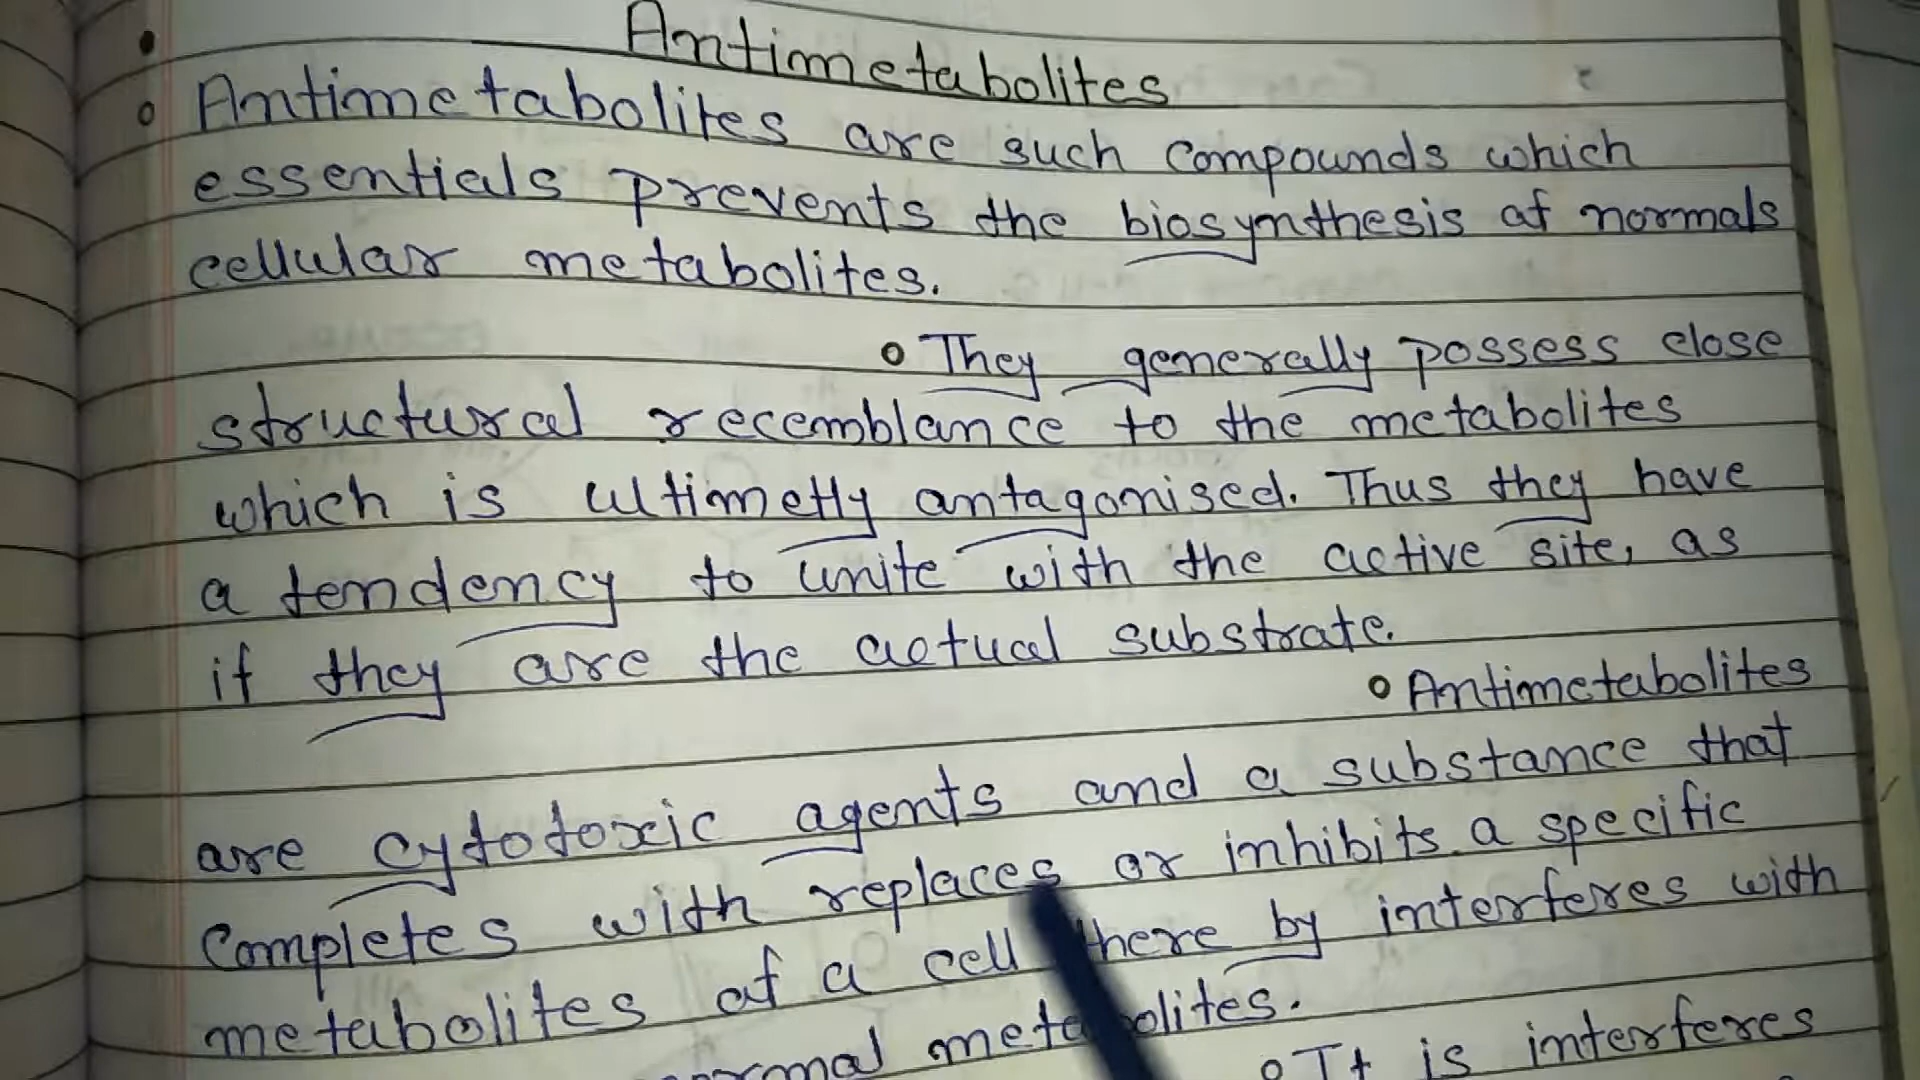 Antimetabolites
Antimetabolites are such compounds which
essentials prevents the biosynthesis of normals
cellular metabolites.
They generally possess close
structural recemblance to the metabolites
which is ultimetly antagonised. Thus they have
a tendency to unite with the active site, as
if they are the actual substrate.
Antimetabolites
are cytotoxic agents and a substance that
Completes with replaces or inhibits a specific
metabolites of a cell there by interferes with
metabolites.
It is interferes